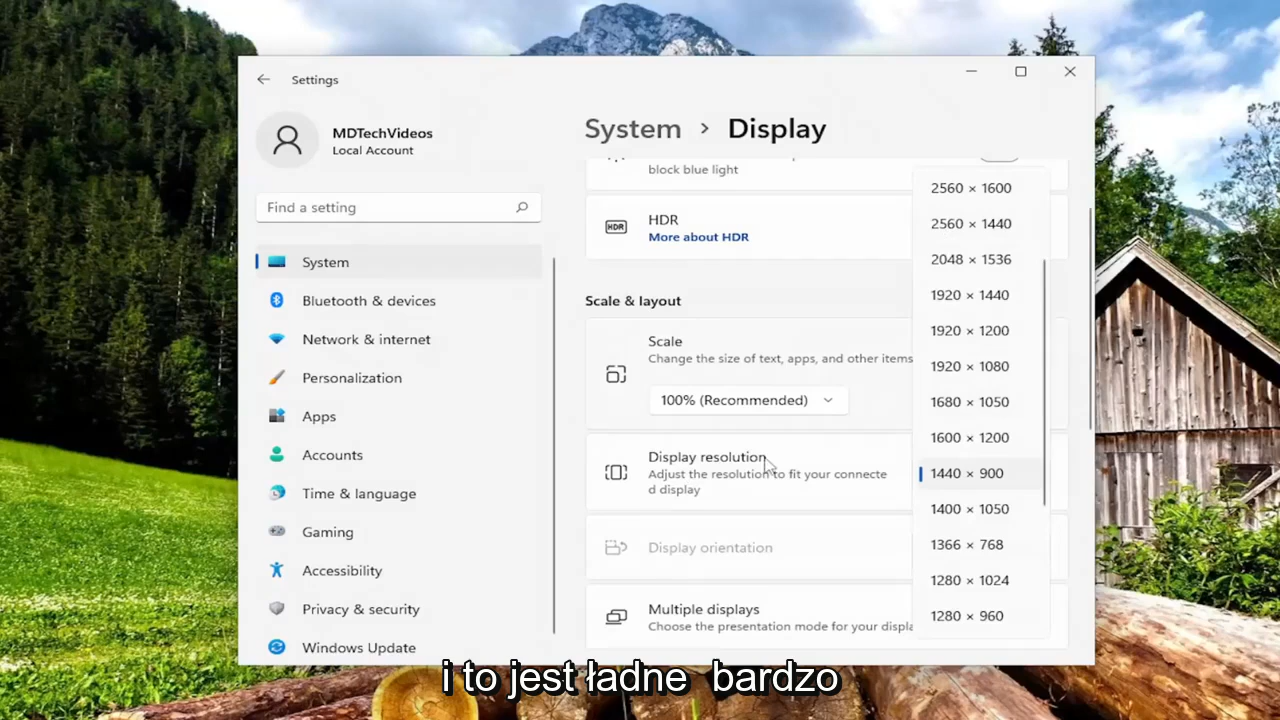 Settings
MDTechVideos
Local Account
Find a setting
System
Bluetooth & devices
Network & internet
Personalization
Apps
Accounts
Time & language
Gaming
Accessibility
Privacy & security
Windows Update
System > Display
block blue light
HDR
HDR
More about HDR
Scale & layout
Scale
Change the size of text, apps, and other items
100% (Recommended)
Display resolution
Adjust the resolution to fit your connecte
d display
Display orientation
Multiple displays
Choose the presentation mode for your displa
2560 × 1600
2560 × 1440
2048 × 1536
1920 × 1440
1920 × 1200
1920 × 1080
1680 × 1050
1600 × 1200
1440 × 900
1400 × 1050
1366 × 768
1280 × 1024
1280 × 960
i to jest ładne bardzo